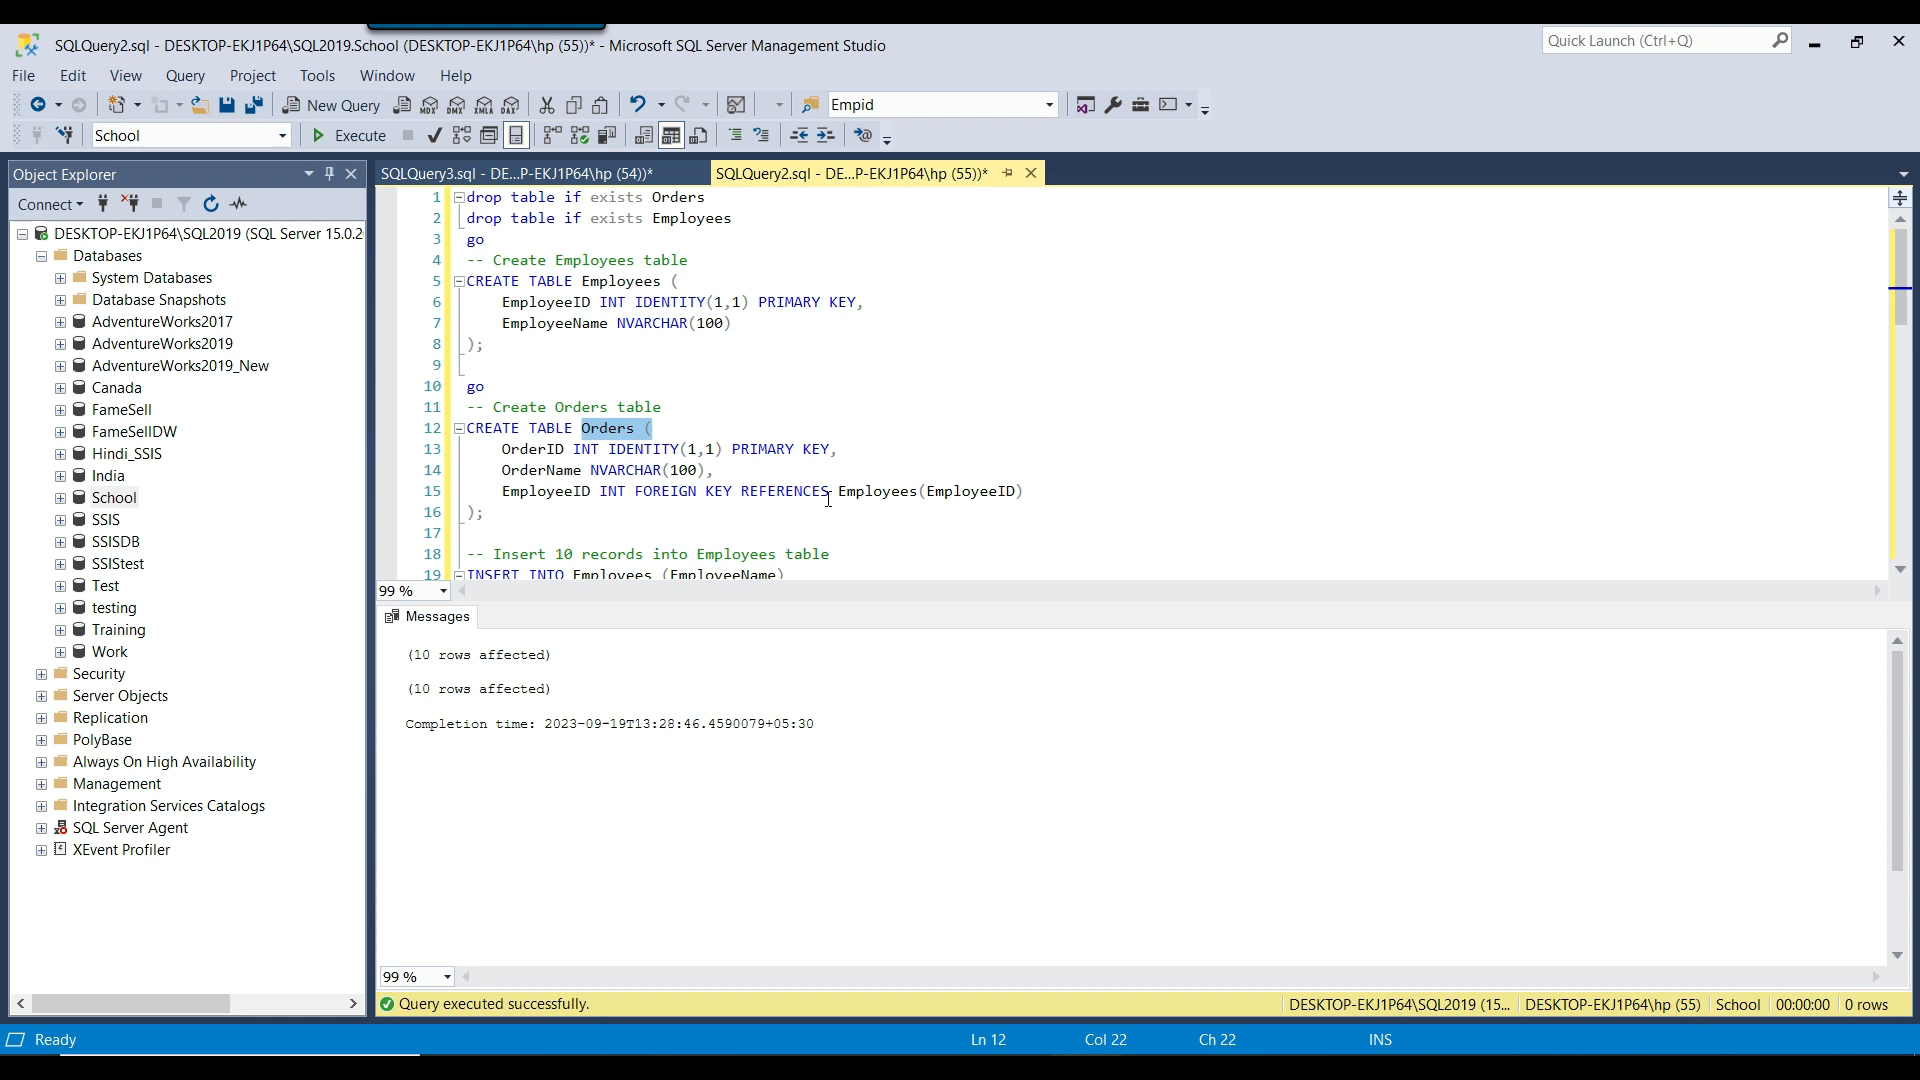 SQLQuery2.sql - DESKTOP-EKJ1P64\SQL2019.School (DESKTOP-EKJ1P64\hp (55))* - Microsoft SQL Server Management Studio
Quick Launch (Ctrl+Q)
File Edit View Query Project Tools Window Help
New Query MDX DMX XMLA DAX Empid
School Execute
Object Explorer
SQLQuery3.sql - DE...P-EKJ1P64\hp (54))*
SQLQuery2.sql - DE...P-EKJ1P64\hp (55))*
Connect
DESKTOP-EKJ1P64\SQL2019 (SQL Server 15.0.2
Databases
System Databases
Database Snapshots
AdventureWorks2017
AdventureWorks2019
AdventureWorks2019_New
Canada
FameSell
FameSellDW
Hindi_SSIS
India
School
SSIS
SSISDB
SSIStest
Test
testing
Training
Work
Security
Server Objects
Replication
PolyBase
Always On High Availability
Management
Integration Services Catalogs
SQL Server Agent
XEvent Profiler
1 drop table if exists Orders
2 drop table if exists Employees
3 go
4 -- Create Employees table
5 CREATE TABLE Employees (
6 EmployeeID INT IDENTITY(1,1) PRIMARY KEY,
7 EmployeeName NVARCHAR(100)
8 );
9
10 go
11 -- Create Orders table
12 CREATE TABLE Orders (
13 OrderID INT IDENTITY(1,1) PRIMARY KEY,
14 OrderName NVARCHAR(100),
15 EmployeeID INT FOREIGN KEY REFERENCES Employees(EmployeeID)
16 );
17
18 -- Insert 10 records into Employees table
19 INSERT INTO Employees (EmployeeName)
99 %
Messages
(10 rows affected)
(10 rows affected)
Completion time: 2023-09-19T13:28:46.4590079+05:30
99 %
Query executed successfully.
DESKTOP-EKJ1P64\SQL2019 (15... DESKTOP-EKJ1P64\hp (55) School 00:00:00 0 rows
Ready Ln 12 Col 22 Ch 22 INS